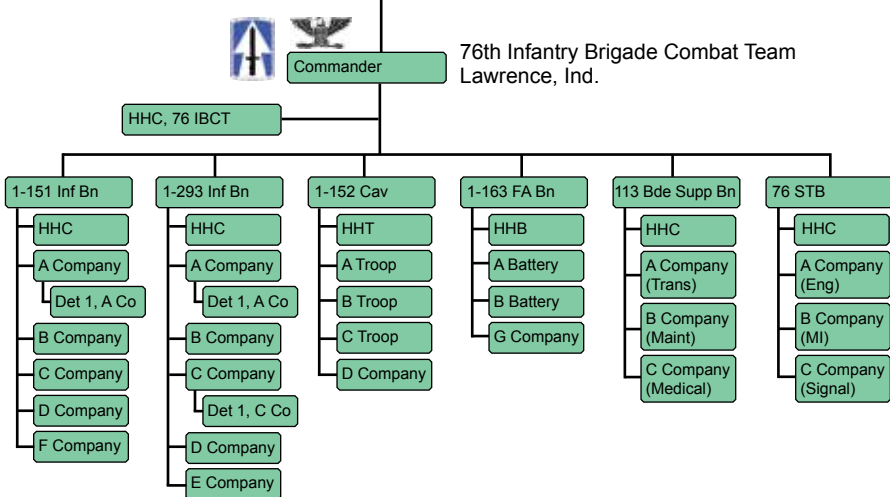 76th Infantry Brigade Combat Team
Lawrence, Ind.
Commander
HHC, 76 IBCT
1-151 Inf Bn
HHC
A Company
Det 1, A Co
B Company
C Company
D Company
F Company
1-293 Inf Bn
HHC
A Company
Det 1, A Co
B Company
C Company
Det 1, C Co
D Company
E Company
1-152 Cav
HHT
A Troop
B Troop
C Troop
D Company
1-163 FA Bn
HHB
A Battery
B Battery
G Company
113 Bde Supp Bn
HHC
A Company
(Trans)
B Company
(Maint)
C Company
(Medical)
76 STB
HHC
A Company
(Eng)
B Company
(MI)
C Company
(Signal)